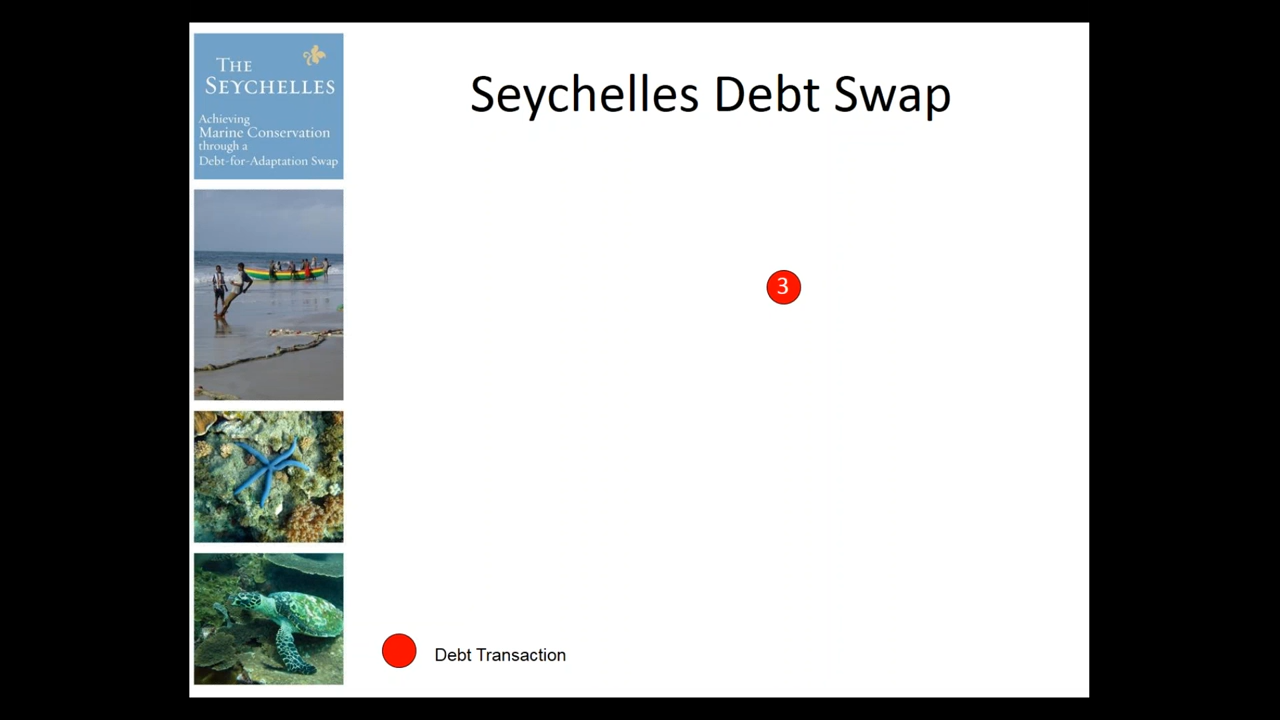 THE
SEYCHELLES
Achieving
Marine Conservation
through a
Debt-for-Adaptation Swap
Seychelles Debt Swap
3
Debt Transaction